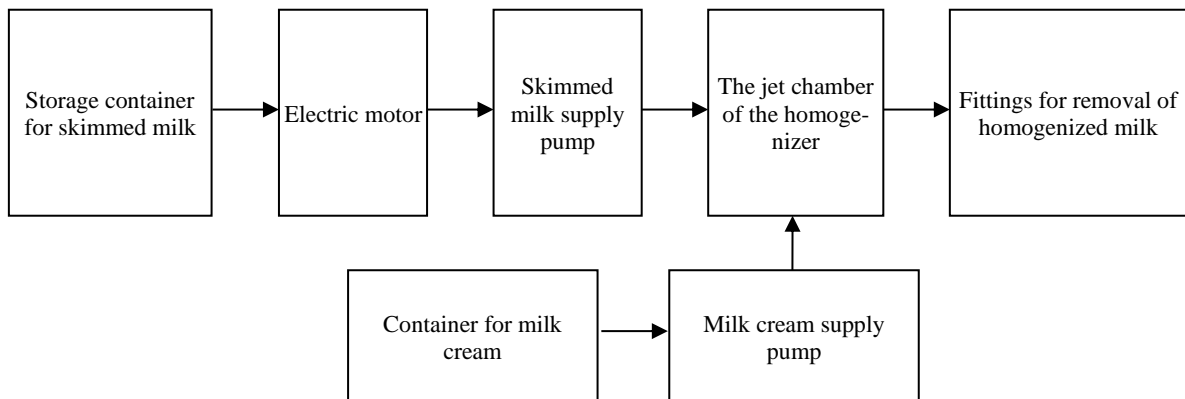 Storage container
for skimmed milk
Electric motor
Skimmed
milk supply
pump
The jet chamber
of the homoge-
nizer
Fittings for removal of
homogenized milk
Container for milk
cream
Milk cream supply
pump